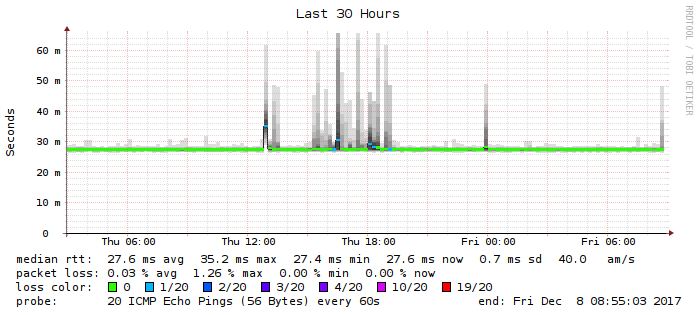 Last 30 Hours
RRDTOOL / TOBI OETIKER
Seconds
60 m
50 m
40 m
30 m
20 m
10 m
0
Thu 06:00 Thu 12:00 Thu 18:00 Fri 00:00 Fri 06:00
median rtt: 27.6 ms avg 35.2 ms max 27.4 ms min 27.6 ms now 0.7 ms sd 40.0 am/s
packet loss: 0.03 % avg 1.26 % max 0.00 % min 0.00 % now
loss color: 0 1/20 2/20 3/20 4/20 10/20 19/20
probe: 20 ICMP Echo Pings (56 Bytes) every 60s end: Fri Dec 8 08:55:03 2017